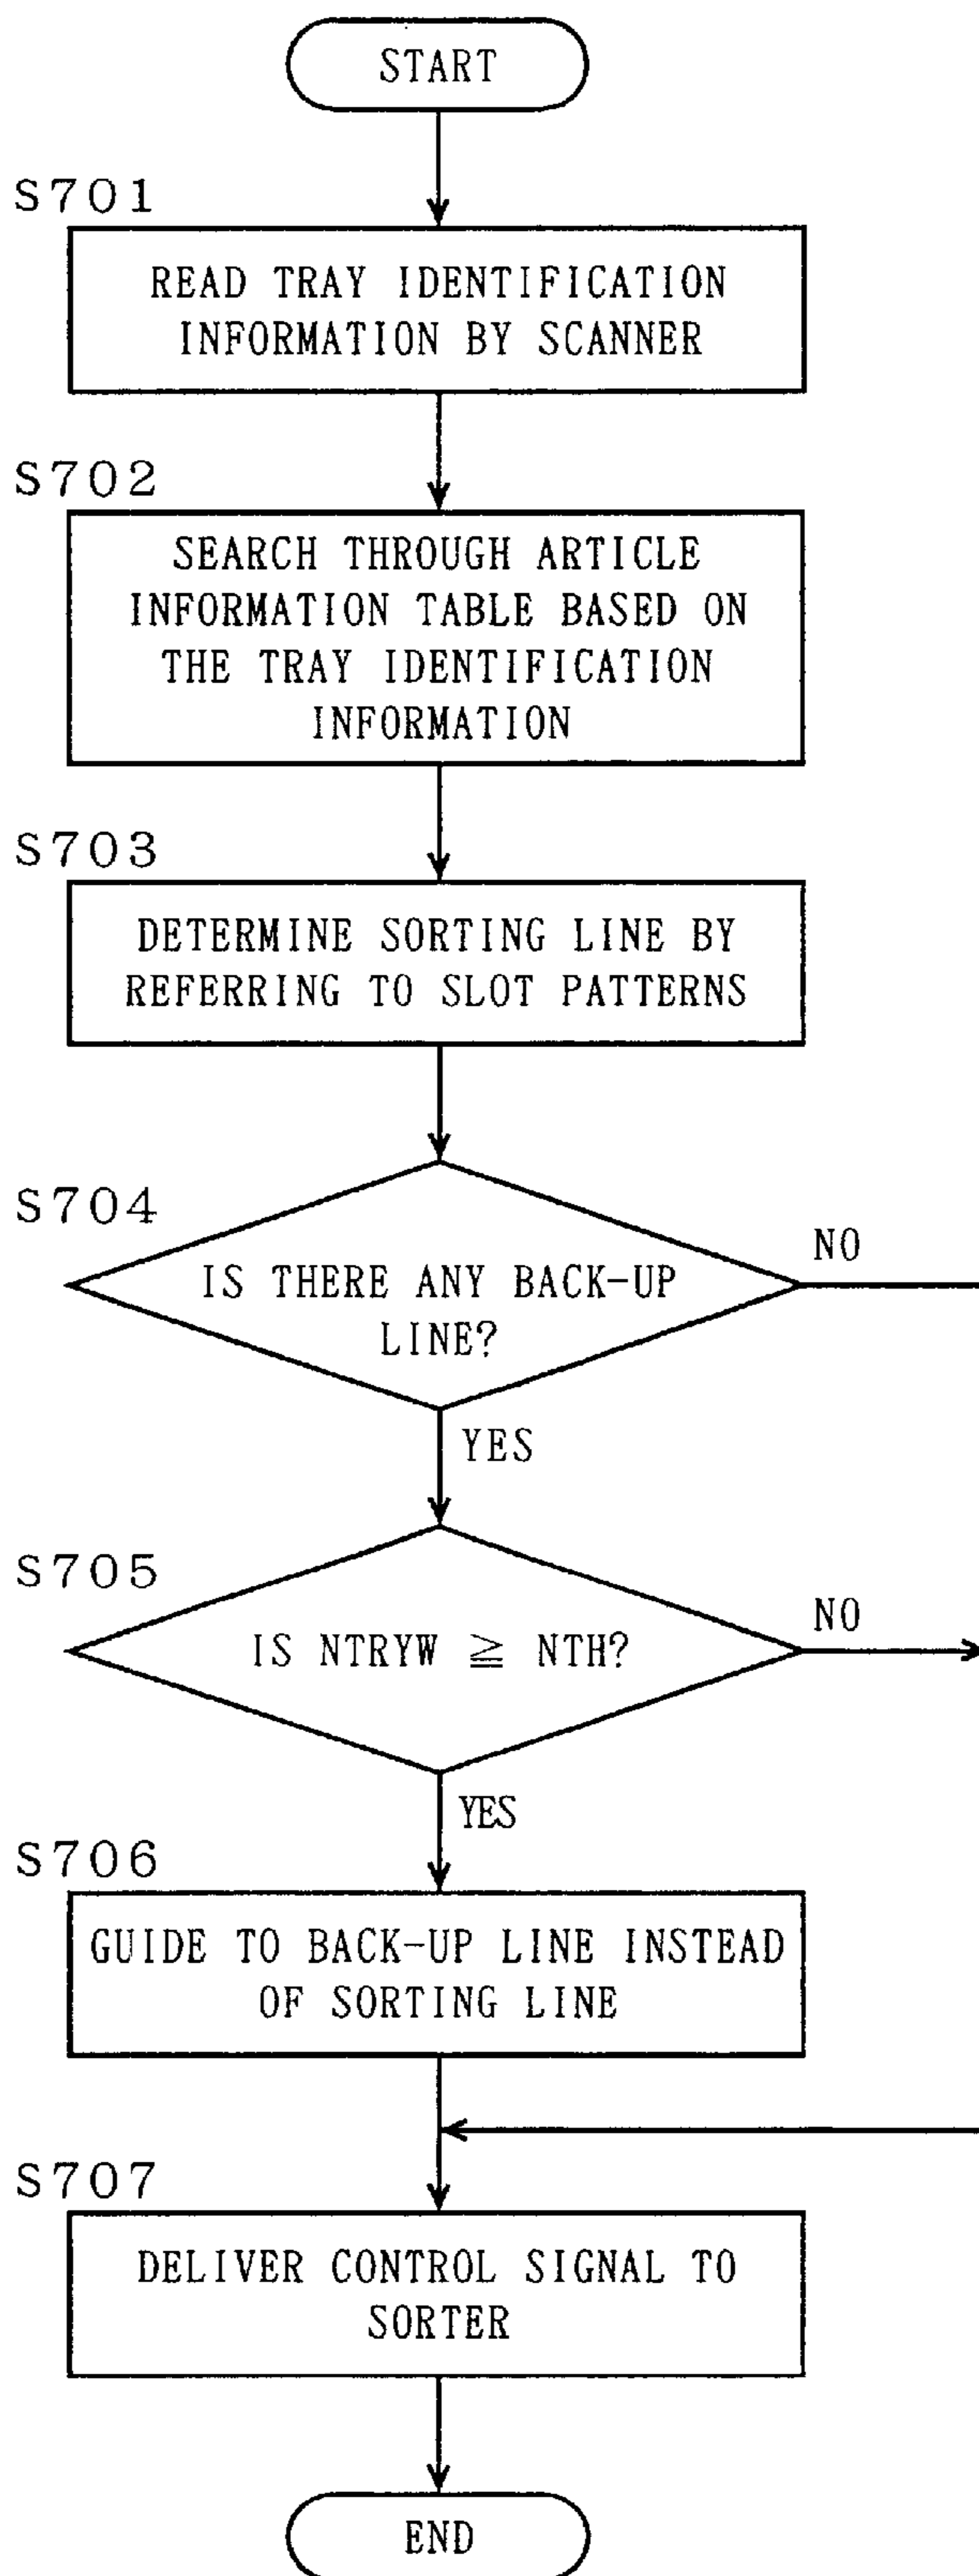 START
S701
READ TRAY IDENTIFICATION
INFORMATION BY SCANNER
S702
SEARCH THROUGH ARTICLE
INFORMATION TABLE BASED ON
THE TRAY IDENTIFICATION
INFORMATION
S703
DETERMINE SORTING LINE BY
REFERRING TO SLOT PATTERNS
S704
NO
IS THERE ANY BACK-UP
LINE?
YES
S705
NO
IS NTRYW ≧ NTH?
YES
S706
GUIDE TO BACK-UP LINE INSTEAD
OF SORTING LINE
S707
DELIVER CONTROL SIGNAL TO
SORTER
END